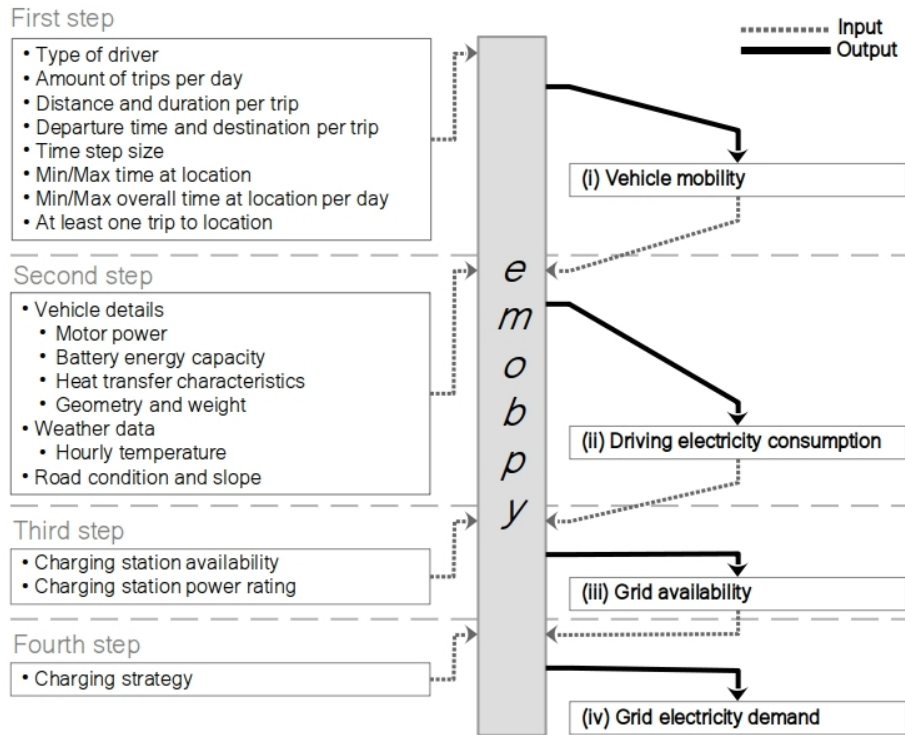 First step
Input
Output
• Type of driver
• Amount of trips per day
• Distance and duration per trip
• Departure time and destination per trip
• Time step size
• Min/Max time at location
• Min/Max overall time at location per day
• At least one trip to location
(i) Vehicle mobility
emobpy
Second step
• Vehicle details
• Motor power
• Battery energy capacity
• Heat transfer characteristics
• Geometry and weight
• Weather data
• Hourly temperature
• Road condition and slope
(ii) Driving electricity consumption
Third step
• Charging station availability
• Charging station power rating
(iii) Grid availability
Fourth step
• Charging strategy
(iv) Grid electricity demand